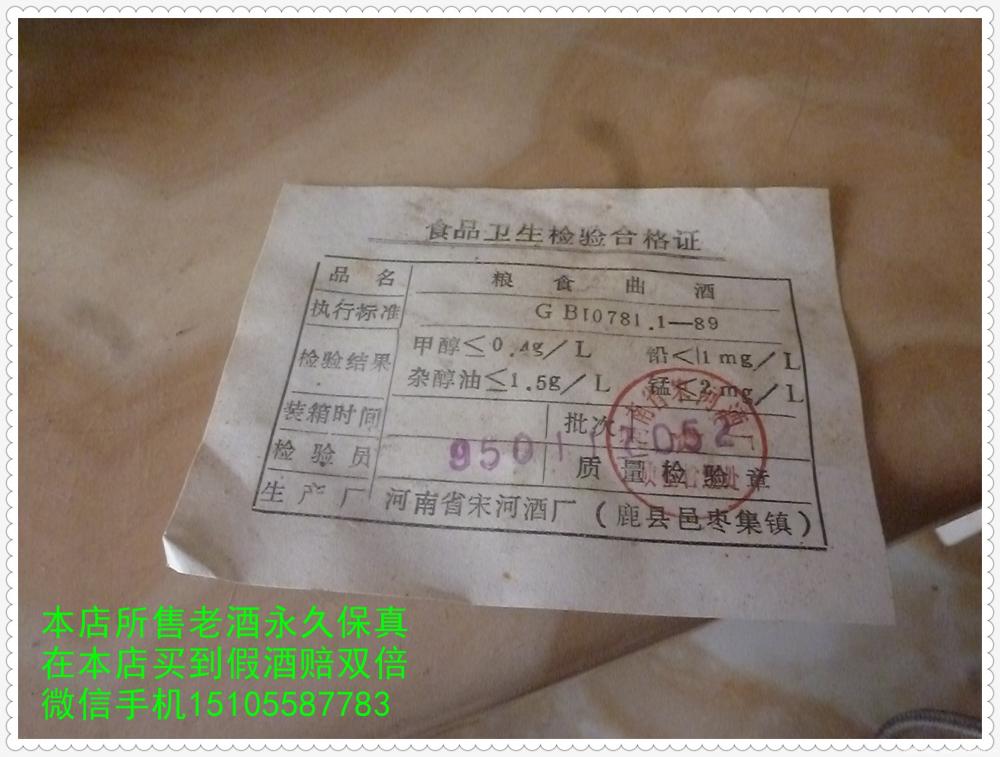 食品卫生检验合格证
品名 粮食曲酒
执行标准 GB10781.1—89
检验结果 甲醇≤0.4g/L 铅<1mg/L
杂醇油≤1.5g/L 锰≤2mg/L
装箱时间 批次
检验员 950111 1052 质量检验章
生产厂 河南省宋河酒厂(鹿县邑枣集镇)
本店所售老酒永久保真
在本店买到假酒赔双倍
微信手机15105587783